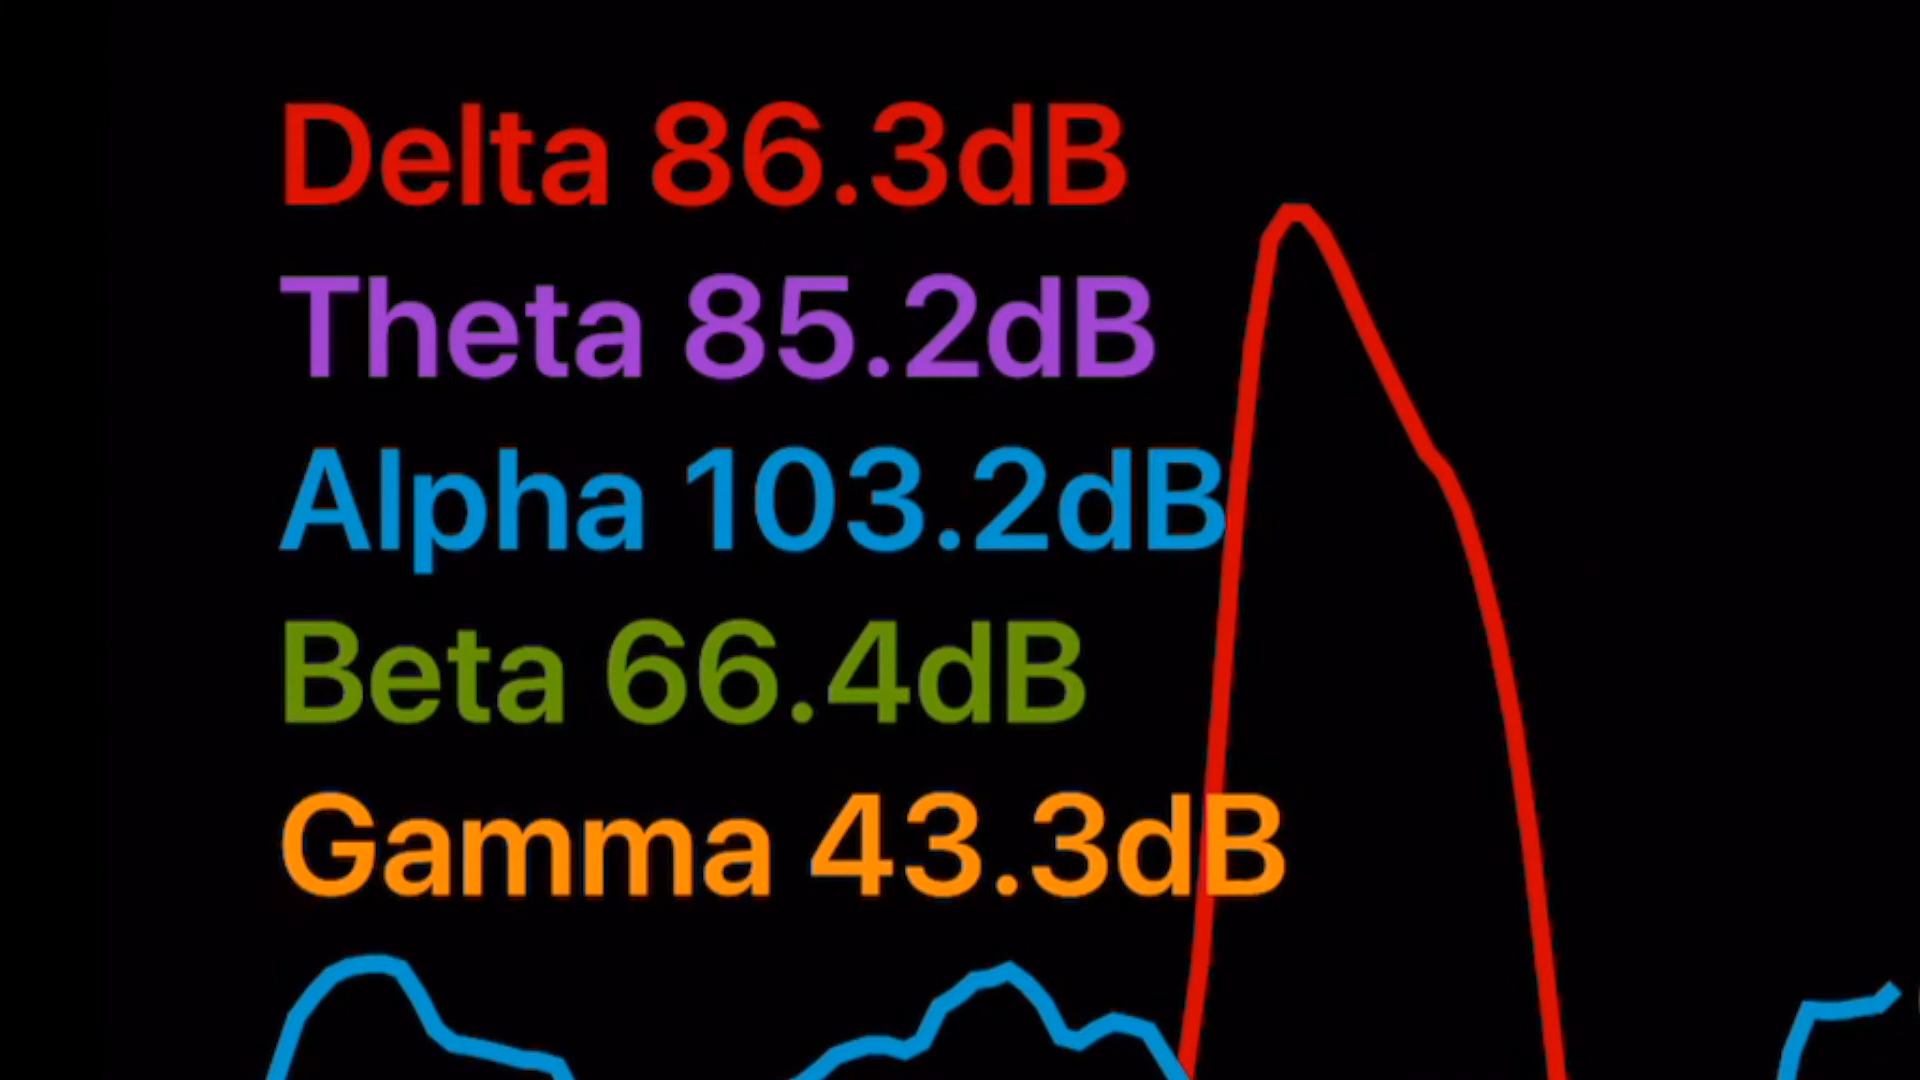 Delta 86.3dB
Theta 85.2dB
Alpha 103.2dB
Beta 66.4dB
Gamma 43.3dB